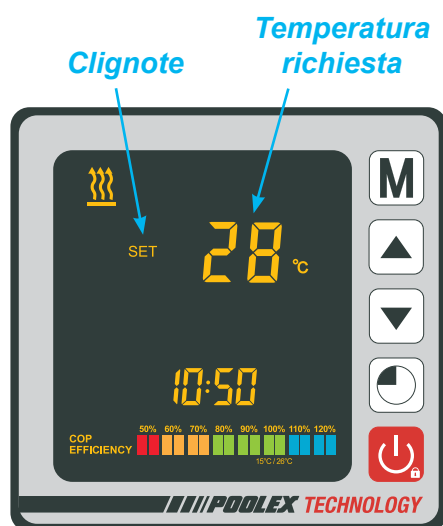 Temperatura
Clignote richiesta
M
SET 28 °C
10:50
50% 60% 70% 80% 90% 100% 110% 120%
COP
EFFICIENCY
15°C / 26°C
POOLEX TECHNOLOGY